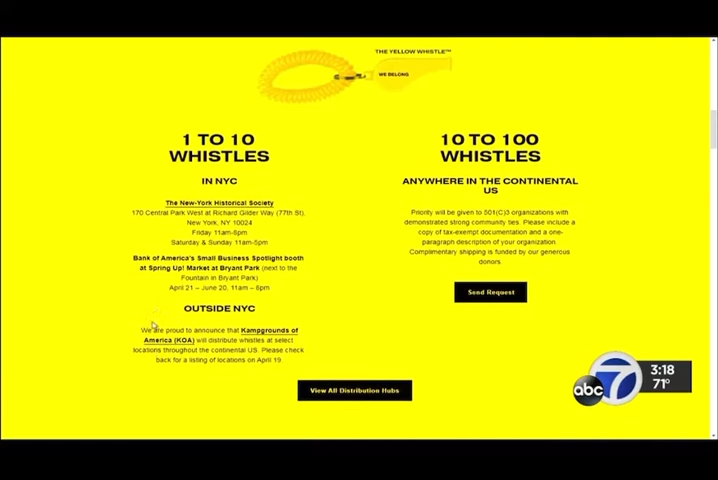 THE YELLOW WHISTLE™
WE BELONG
1 TO 10
WHISTLES
IN NYC
The New-York Historical Society
170 Central Park West at Richard Gilder Way (77th St),
New York, NY 10024
Friday 11am-8pm
Saturday & Sunday 11am-5pm
Bank of America's Small Business Spotlight booth
at Spring Up! Market at Bryant Park (next to the
Fountain in Bryant Park)
April 21 – June 20, 11am – 6pm
OUTSIDE NYC
We are proud to announce that Kampgrounds of
America (KOA) will distribute whistles at select
locations throughout the continental US. Please check
back for a listing of locations on April 19.
10 TO 100
WHISTLES
ANYWHERE IN THE CONTINENTAL
US
Priority will be given to 501(C)3 organizations with
demonstrated strong community ties. Please include a
copy of tax-exempt documentation and a one-
paragraph description of your organization.
Complimentary shipping is funded by our generous
donors.
Send Request
View All Distribution Hubs
abc 7
3:18
71°